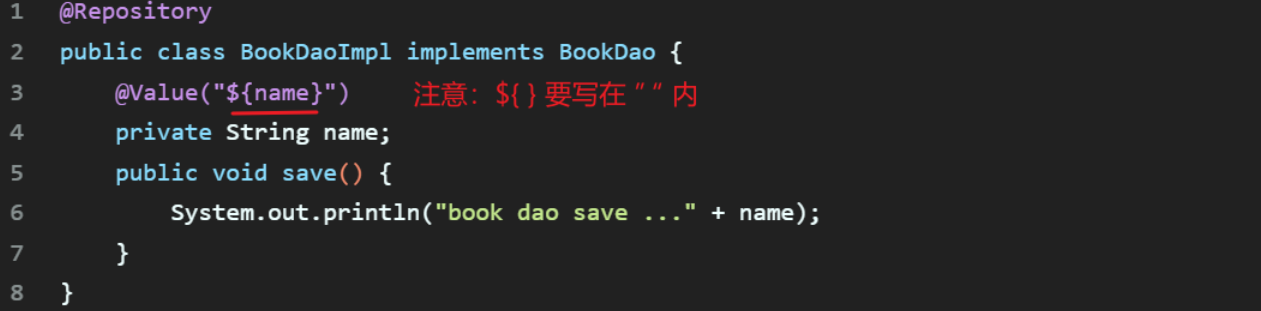 1 @Repository
2 public class BookDaoImpl implements BookDao {
3 @Value("${name}") 注意：${ } 要写在 “ “ 内
4 private String name;
5 public void save() {
6 System.out.println("book dao save ..." + name);
7 }
8 }